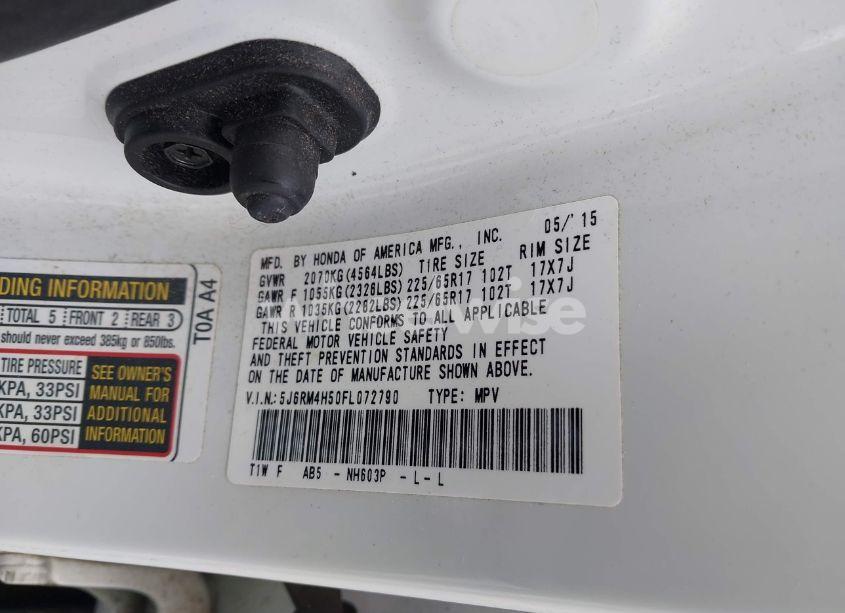 DING INFORMATION
TOTAL 5 FRONT 2 REAR 3
should never exceed 385kg or 850lbs.
TIRE PRESSURE
KPA, 33PSI
KPA, 33PSI
KPA, 60PSI
SEE OWNER'S
MANUAL FOR
ADDITIONAL
INFORMATION
T0A A4
MFD. BY HONDA OF AMERICA MFG., INC. 05/'15
GVWR 2070KG(4564LBS) TIRE SIZE RIM SIZE
GAWR F 1055KG(2326LBS) 225/65R17 102T 17X7J
GAWR R 1035KG(2282LBS) 225/65R17 102T 17X7J
THIS VEHICLE CONFORMS TO ALL APPLICABLE
FEDERAL MOTOR VEHICLE SAFETY
AND THEFT PREVENTION STANDARDS IN EFFECT
ON THE DATE OF MANUFACTURE SHOWN ABOVE.
V.I.N.: 5J6RM4H50FL072790 TYPE: MPV
T1W F AB5 - NH603P - L - L